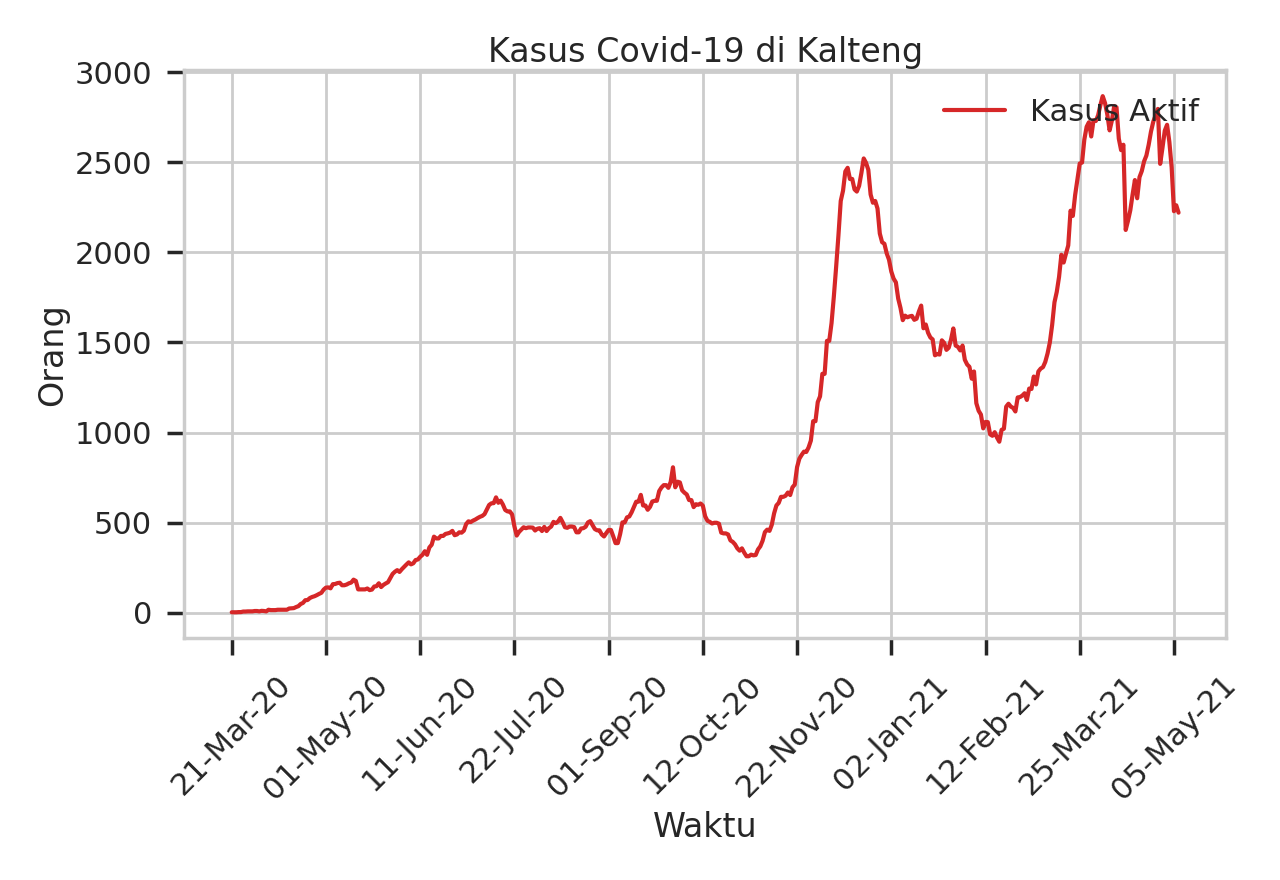 Kasus Covid-19 di Kalteng
3000
2500
2000
1500
1000
500
0
Orang
Kasus Aktif
21-Mar-20
01-May-20
11-Jun-20
22-Jul-20
01-Sep-20
12-Oct-20
22-Nov-20
02-Jan-21
12-Feb-21
25-Mar-21
05-May-21
Waktu